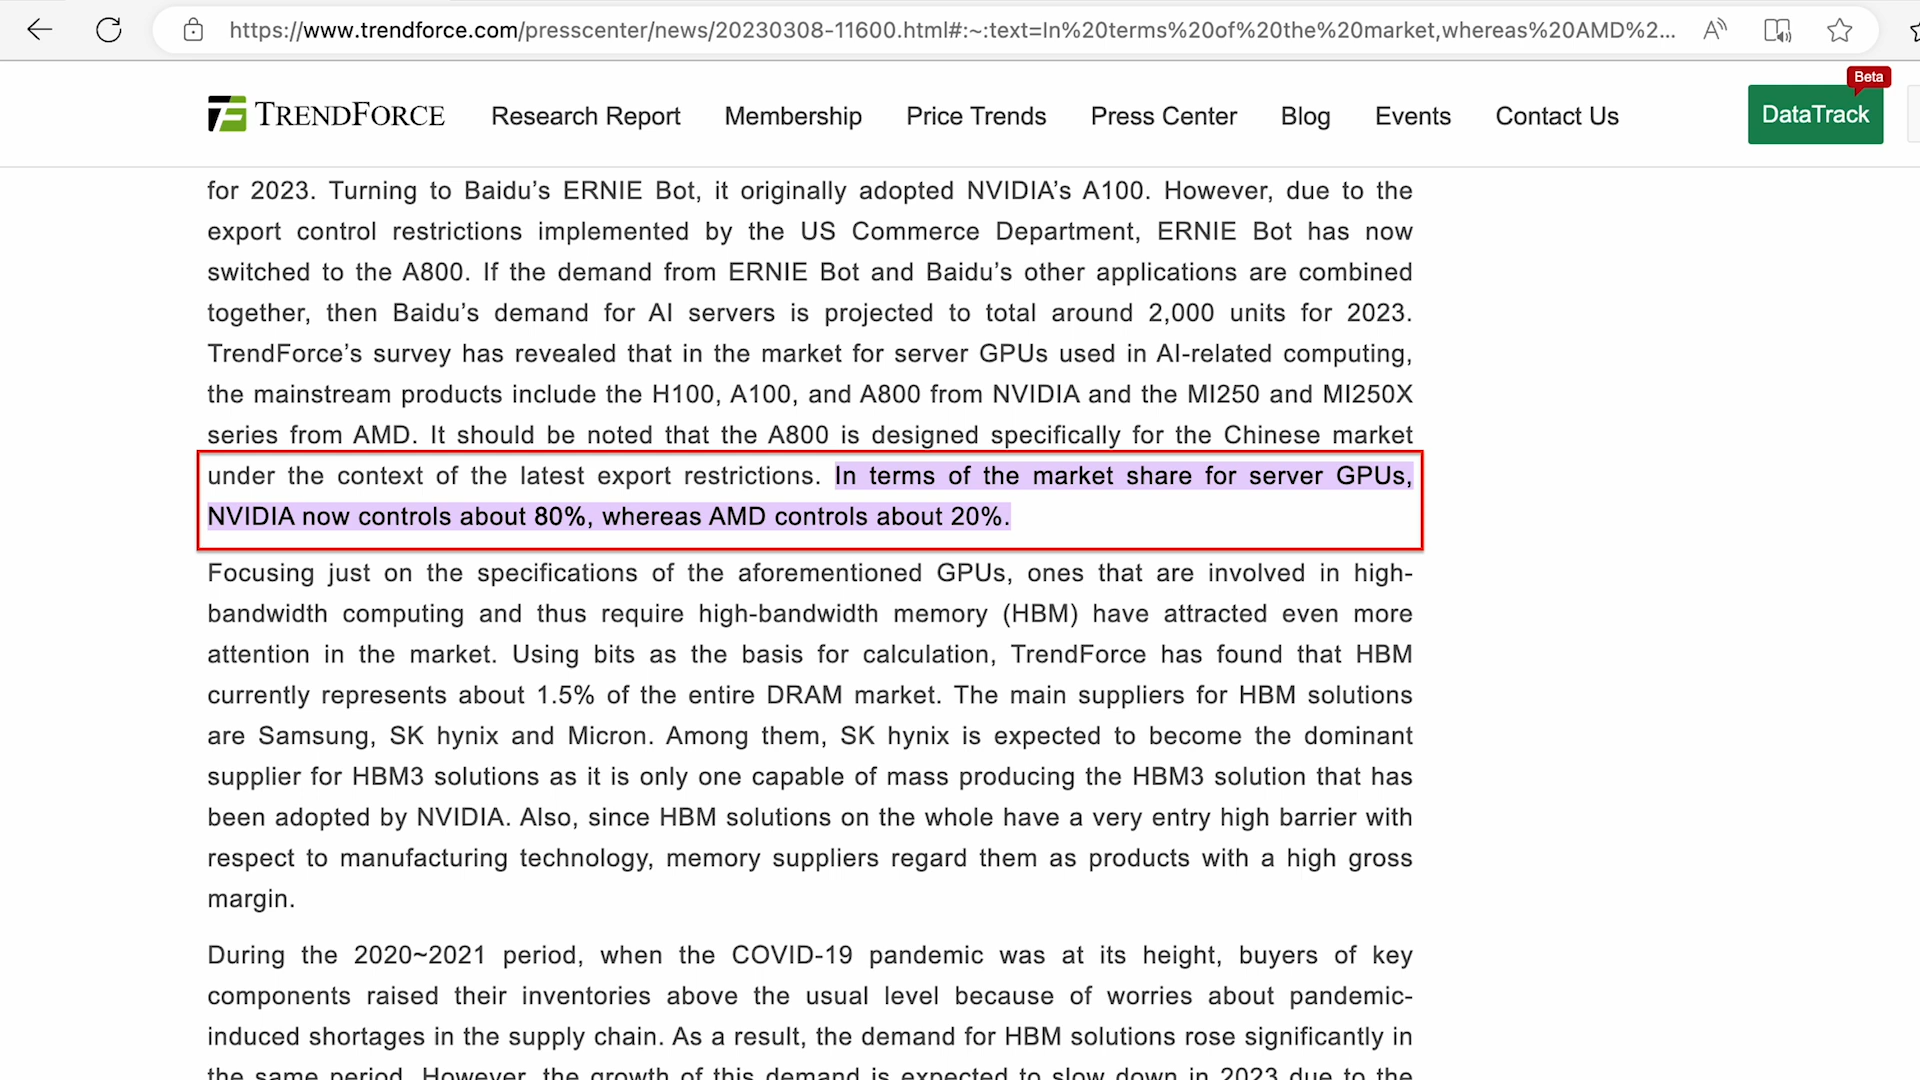 https://www.trendforce.com/presscenter/news/20230308-11600.html#:~:text=In%20terms%20of%20the%20market,whereas%20AMD%2...
Beta
TRENDFORCE Research Report Membership Price Trends Press Center Blog Events Contact Us DataTrack
for 2023. Turning to Baidu’s ERNIE Bot, it originally adopted NVIDIA’s A100. However, due to the
export control restrictions implemented by the US Commerce Department, ERNIE Bot has now
switched to the A800. If the demand from ERNIE Bot and Baidu’s other applications are combined
together, then Baidu’s demand for AI servers is projected to total around 2,000 units for 2023.
TrendForce’s survey has revealed that in the market for server GPUs used in AI-related computing,
the mainstream products include the H100, A100, and A800 from NVIDIA and the MI250 and MI250X
series from AMD. It should be noted that the A800 is designed specifically for the Chinese market
under the context of the latest export restrictions. In terms of the market share for server GPUs,
NVIDIA now controls about 80%, whereas AMD controls about 20%.
Focusing just on the specifications of the aforementioned GPUs, ones that are involved in high-
bandwidth computing and thus require high-bandwidth memory (HBM) have attracted even more
attention in the market. Using bits as the basis for calculation, TrendForce has found that HBM
currently represents about 1.5% of the entire DRAM market. The main suppliers for HBM solutions
are Samsung, SK hynix and Micron. Among them, SK hynix is expected to become the dominant
supplier for HBM3 solutions as it is only one capable of mass producing the HBM3 solution that has
been adopted by NVIDIA. Also, since HBM solutions on the whole have a very entry high barrier with
respect to manufacturing technology, memory suppliers regard them as products with a high gross
margin.
During the 2020~2021 period, when the COVID-19 pandemic was at its height, buyers of key
components raised their inventories above the usual level because of worries about pandemic-
induced shortages in the supply chain. As a result, the demand for HBM solutions rose significantly in
the same period. However, the growth of this demand is expected to slow down in 2023 due to the